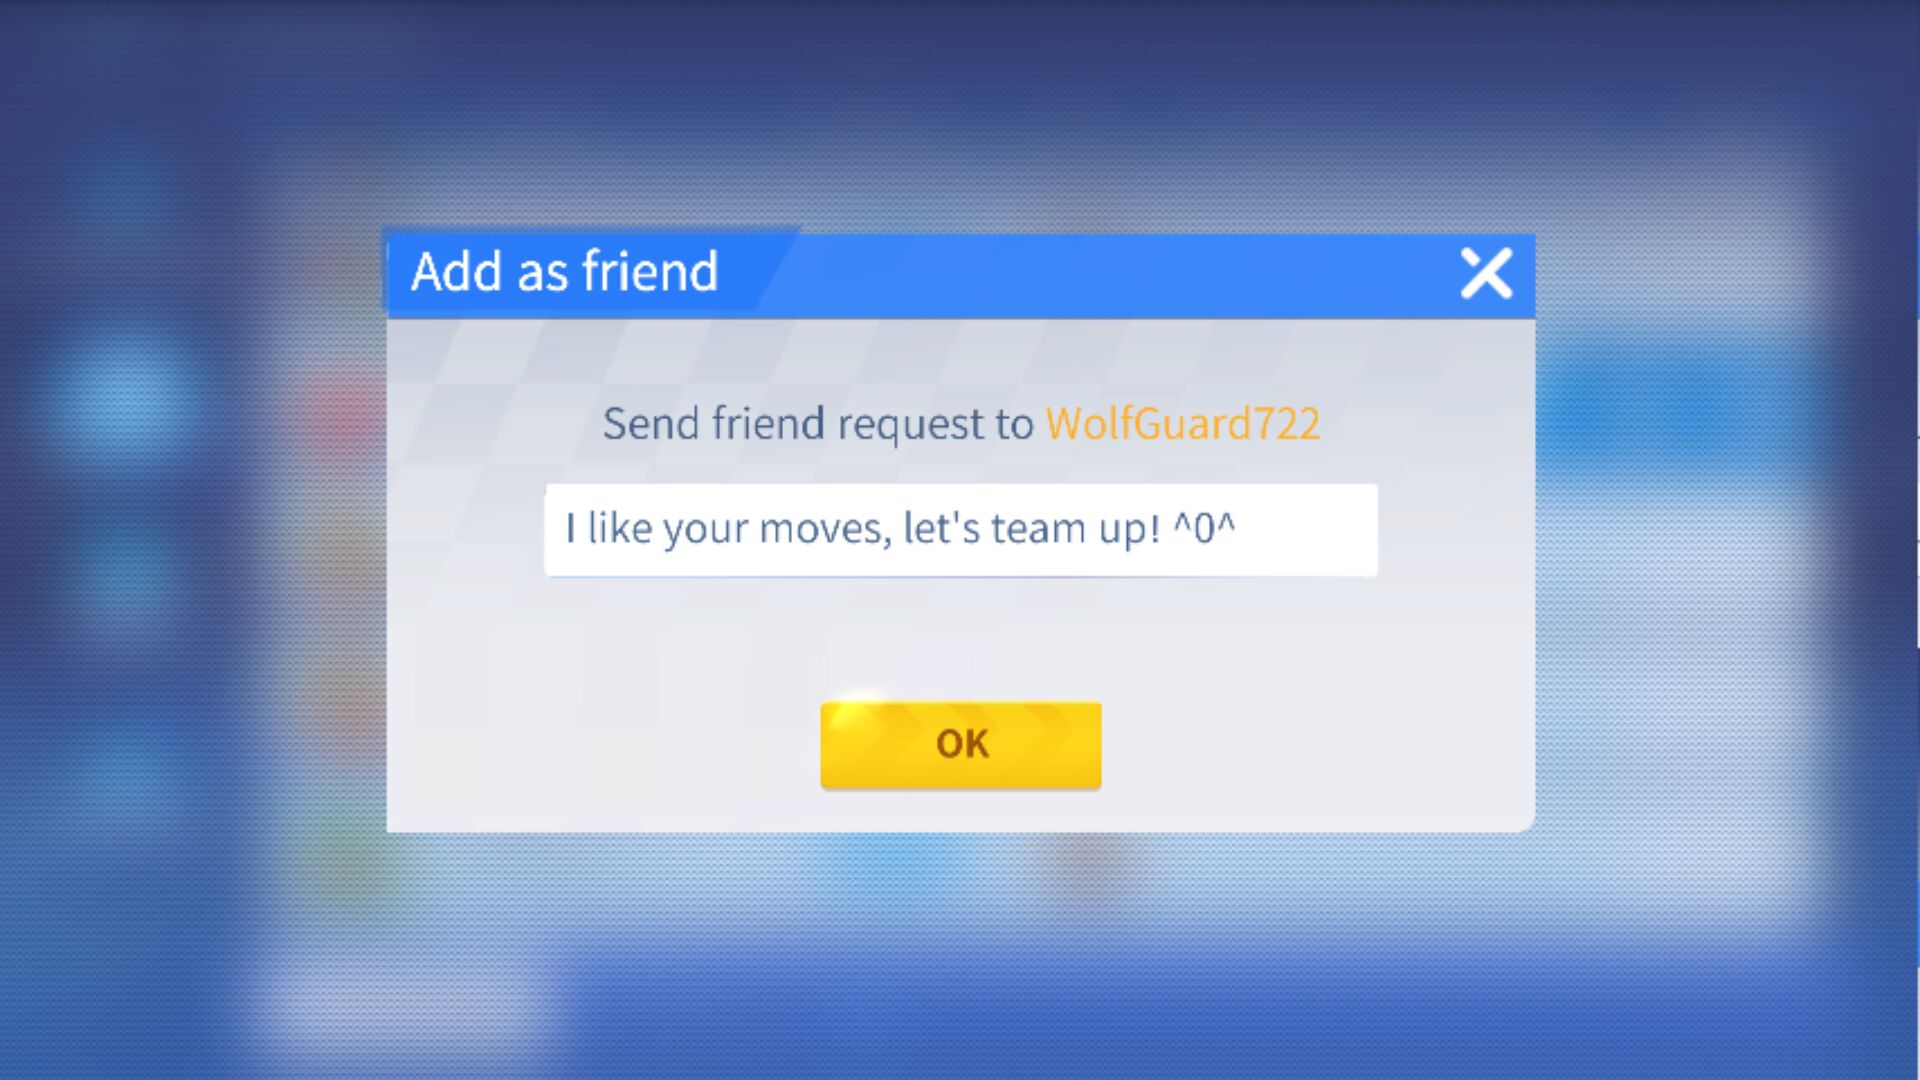 Add as friend
Send friend request to WolfGuard722
I like your moves, let's team up! ^0^
OK